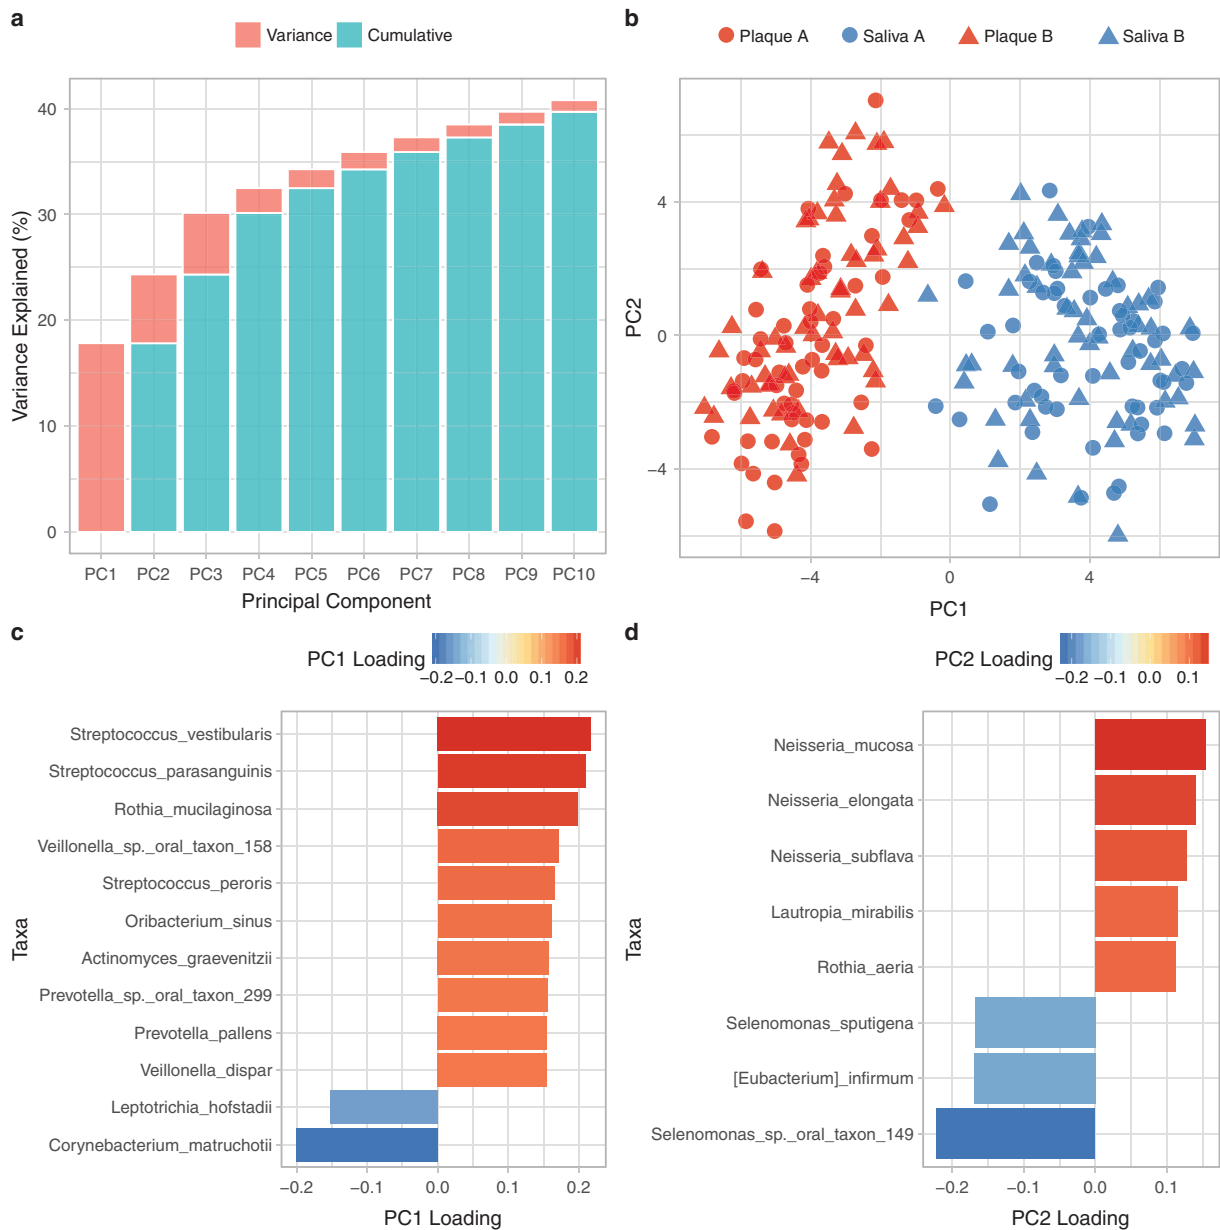 a
Variance Cumulative
Variance Explained (%)
40
30
20
10
0
PC1 PC2 PC3 PC4 PC5 PC6 PC7 PC8 PC9 PC10
Principal Component
b
Plaque A Saliva A Plaque B Saliva B
PC2
4
0
−4
−4 0 4
PC1
c
PC1 Loading
−0.2 −0.1 0.0 0.1 0.2
Taxa
Streptococcus_vestibularis
Streptococcus_parasanguinis
Rothia_mucilaginosa
Veillonella_sp._oral_taxon_158
Streptococcus_peroris
Oribacterium_sinus
Actinomyces_graevenitzii
Prevotella_sp._oral_taxon_299
Prevotella_pallens
Veillonella_dispar
Leptotrichia_hofstadii
Corynebacterium_matruchotii
−0.2 −0.1 0.0 0.1 0.2
PC1 Loading
d
PC2 Loading
−0.2 −0.1 0.0 0.1
Taxa
Neisseria_mucosa
Neisseria_elongata
Neisseria_subflava
Lautropia_mirabilis
Rothia_aeria
Selenomonas_sputigena
[Eubacterium]_infirmum
Selenomonas_sp._oral_taxon_149
−0.2 −0.1 0.0 0.1
PC2 Loading